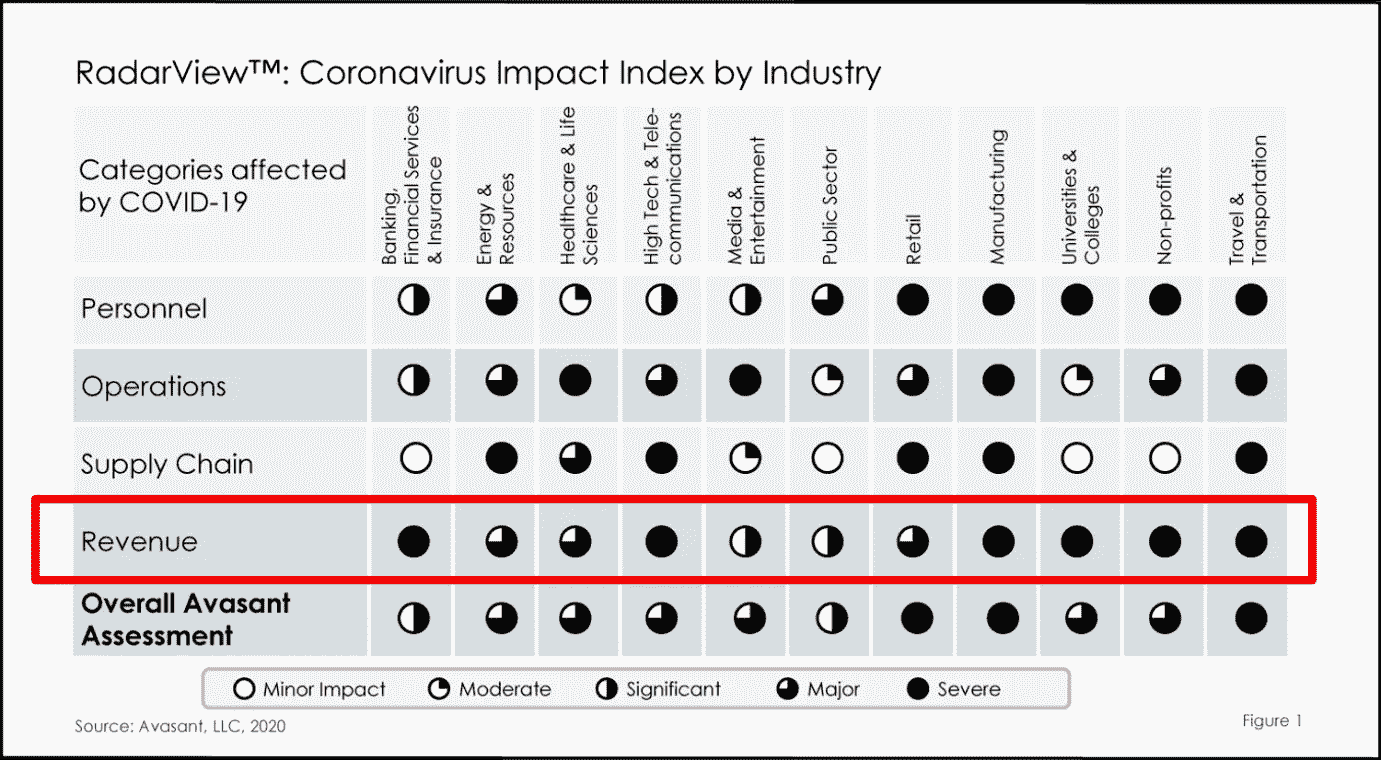 RadarView™: Coronavirus Impact Index by Industry
Categories affected
by COVID-19
Banking,
Financial Services
& Insurance
Energy &
Resources
Healthcare & Life
Sciences
High Tech & Tele-
communications
Media &
Entertainment
Public Sector
Retail
Manufacturing
Universities &
Colleges
Non-profits
Travel &
Transportation
Personnel
Operations
Supply Chain
Revenue
Overall Avasant
Assessment
Minor Impact Moderate Significant Major Severe
Source: Avasant, LLC, 2020
Figure 1